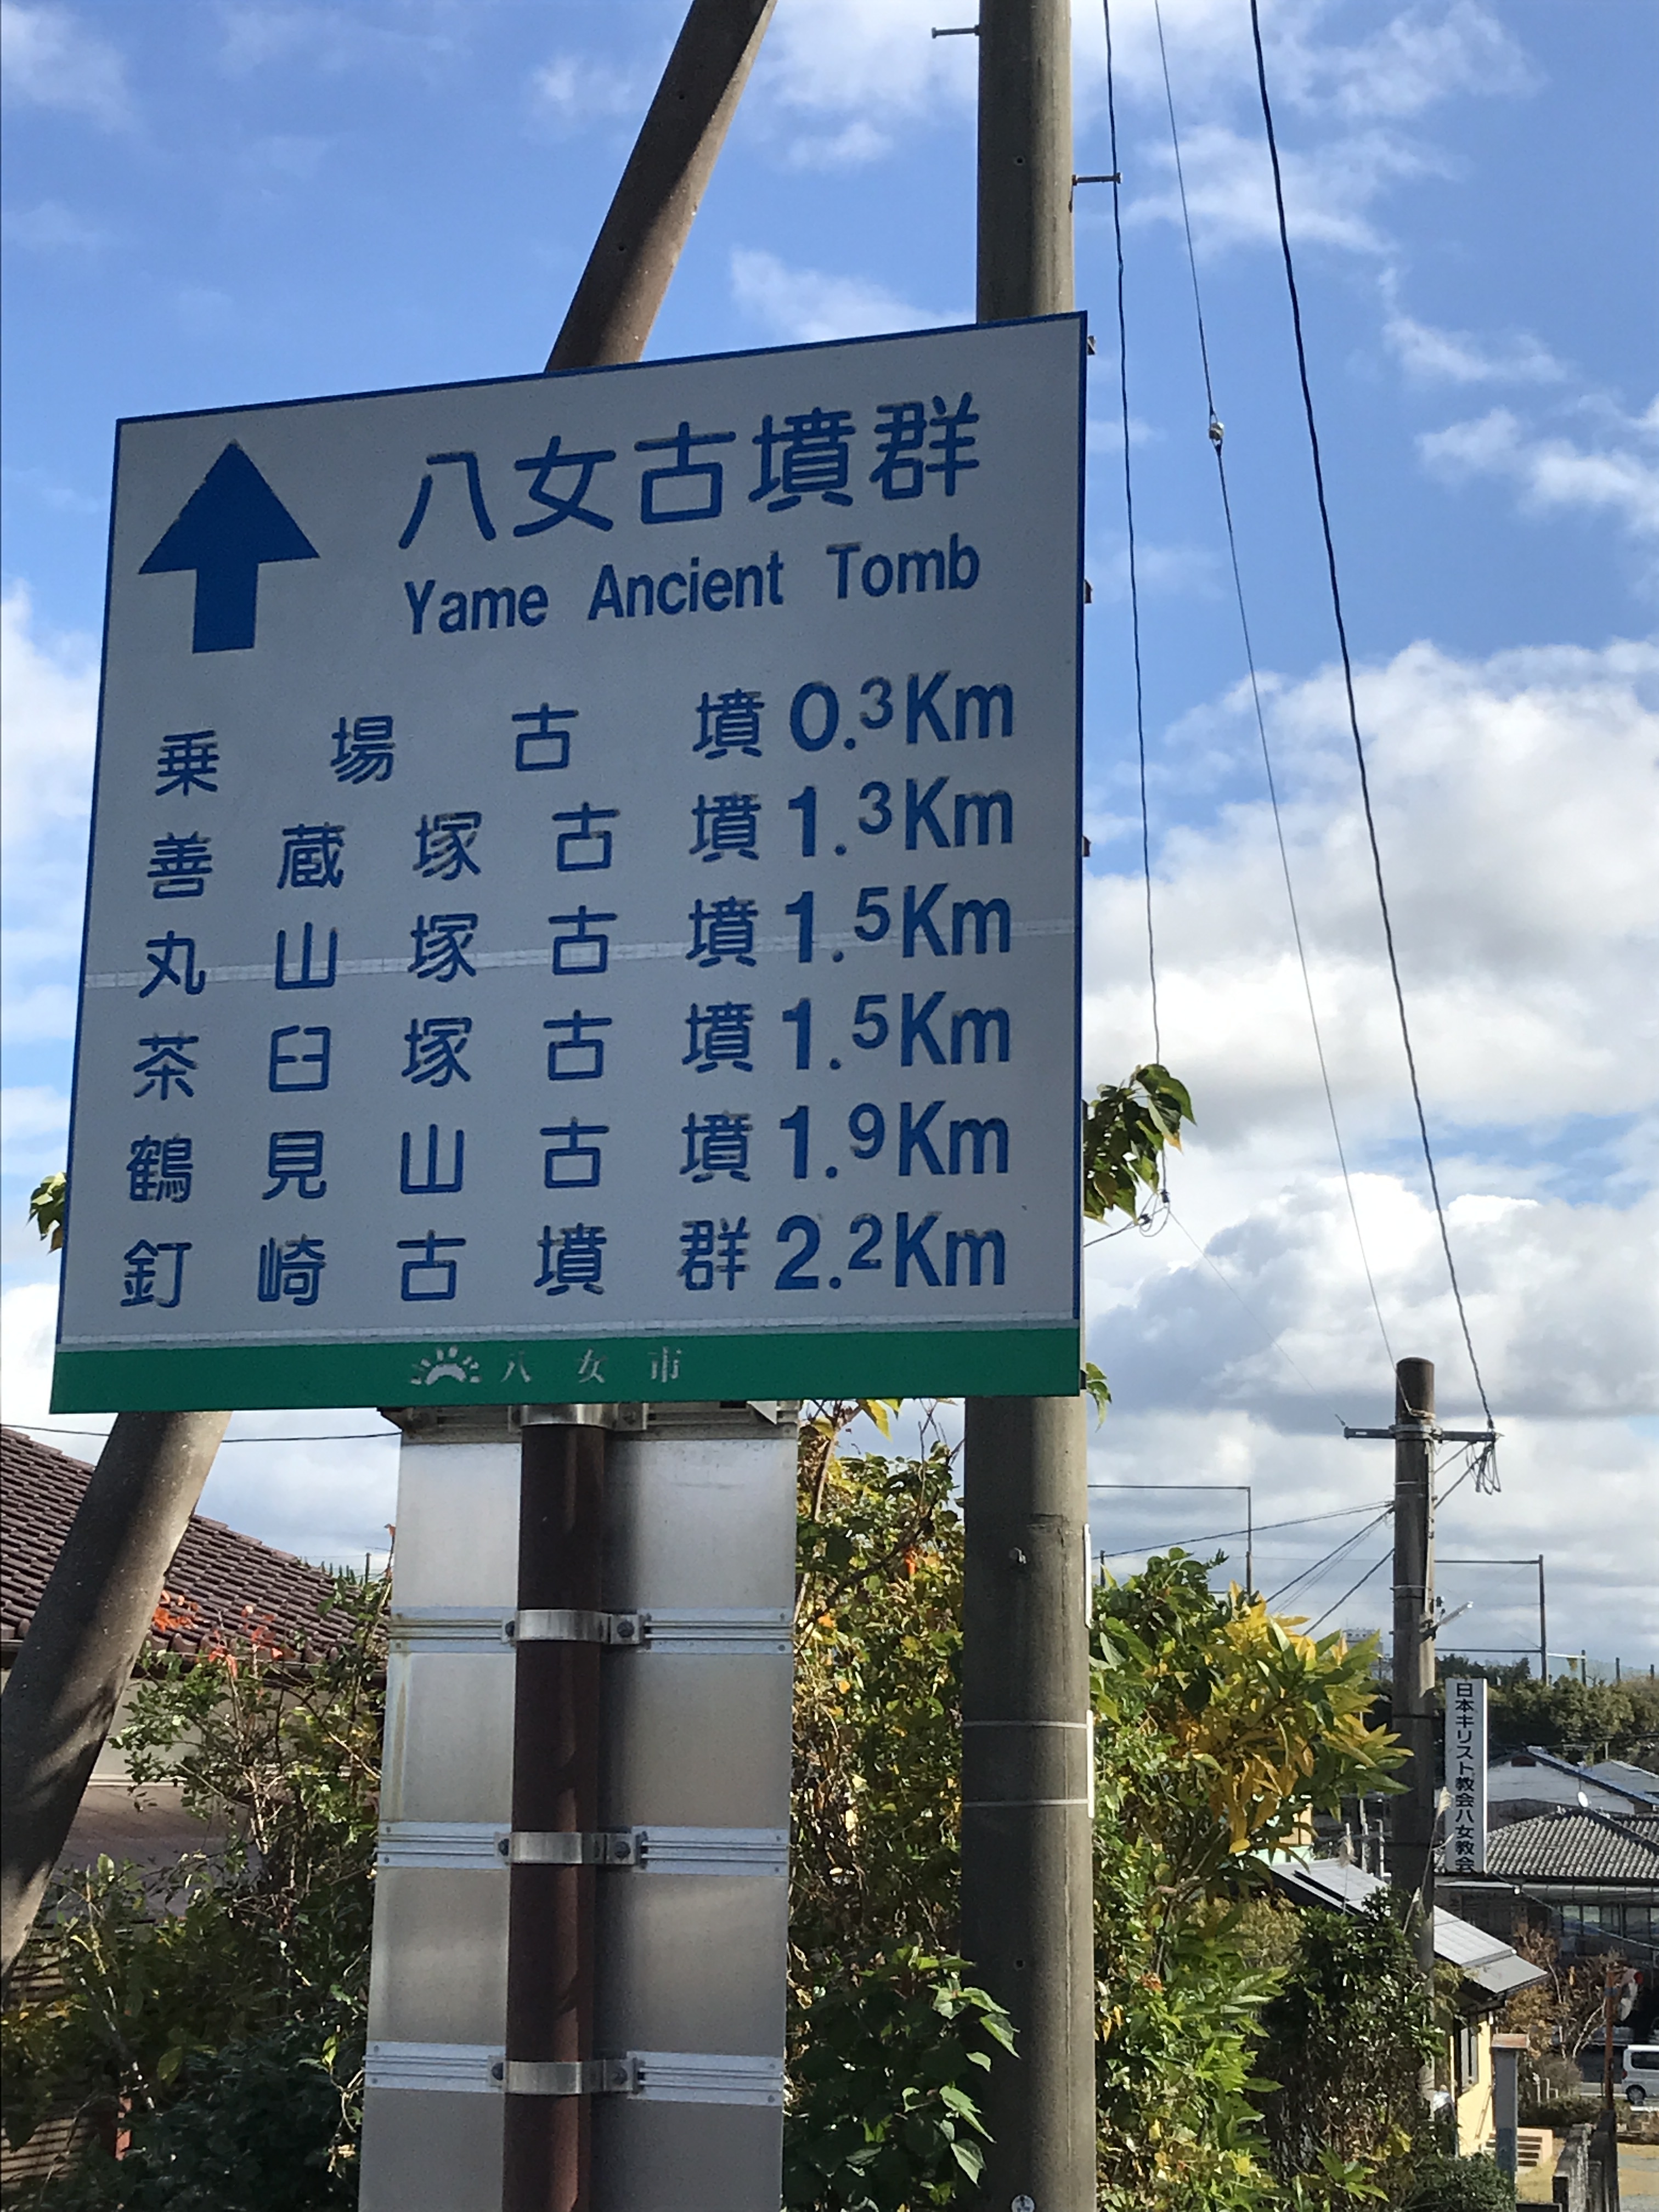 八女古墳群
Yame Ancient Tomb
乗場古墳 0.3Km
善蔵塚古墳 1.3Km
丸山塚古墳 1.5Km
茶臼塚古墳 1.5Km
鶴見山古墳 1.9Km
釘崎古墳群 2.2Km
八女市
日本キリスト教会八女教会